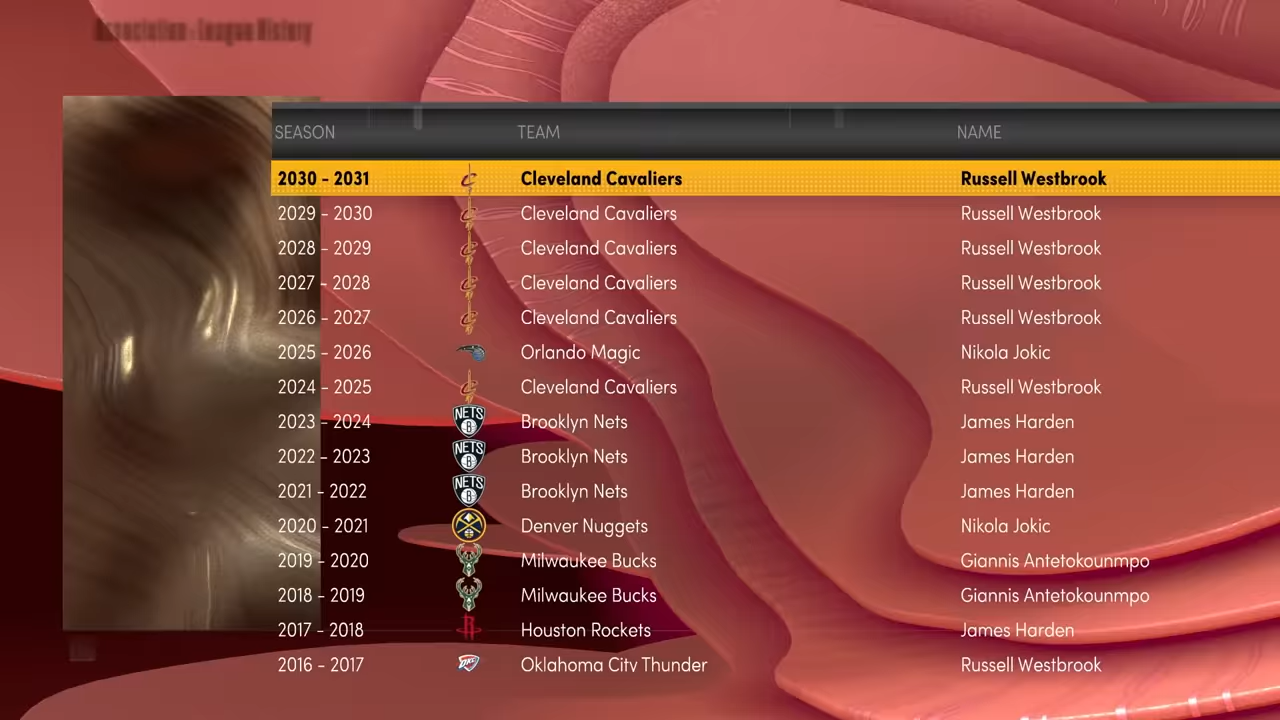 Association : League History
SEASON TEAM NAME
2030 - 2031 Cleveland Cavaliers Russell Westbrook
2029 - 2030 Cleveland Cavaliers Russell Westbrook
2028 - 2029 Cleveland Cavaliers Russell Westbrook
2027 - 2028 Cleveland Cavaliers Russell Westbrook
2026 - 2027 Cleveland Cavaliers Russell Westbrook
2025 - 2026 Orlando Magic Nikola Jokic
2024 - 2025 Cleveland Cavaliers Russell Westbrook
2023 - 2024 NETS B Brooklyn Nets James Harden
2022 - 2023 NETS B Brooklyn Nets James Harden
2021 - 2022 NETS B Brooklyn Nets James Harden
2020 - 2021 Denver Nuggets Nikola Jokic
2019 - 2020 Milwaukee Bucks Giannis Antetokounmpo
2018 - 2019 Milwaukee Bucks Giannis Antetokounmpo
2017 - 2018 Houston Rockets James Harden
2016 - 2017 Oklahoma City Thunder Russell Westbrook